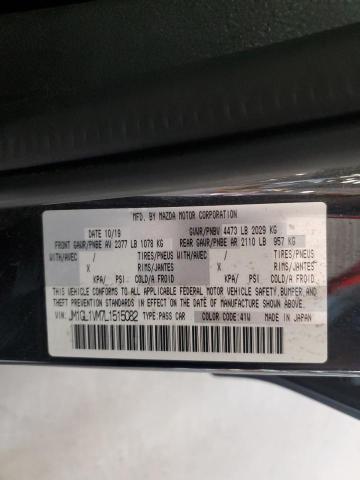 MFD. BY MAZDA MOTOR CORPORATION
DATE 10/19 GVWR/PNBV 4473 LB 2029 KG
FRONT GAWR/PNBE AV 2377 LB 1078 KG REAR GAWR/PNBE AR 2110 LB 957 KG
WITH/AVEC / TIRES/PNEUS WITH/AVEC / TIRES/PNEUS
X RIMS/JANTES X RIMS/JANTES
KPA/ PSI COLD/A FROID KPA/ PSI COLD/A FROID
THIS VEHICLE CONFORMS TO ALL APPLICABLE FEDERAL MOTOR VEHICLE SAFETY, BUMPER, AND
THEFT PREVENTION STANDARDS IN EFFECT ON THE DATE OF MANUFACTURE SHOWN ABOVE.
VIN: JM1GL1VM7L1515082 TYPE: PASS CAR COLOR CODE: 41W MADE IN JAPAN